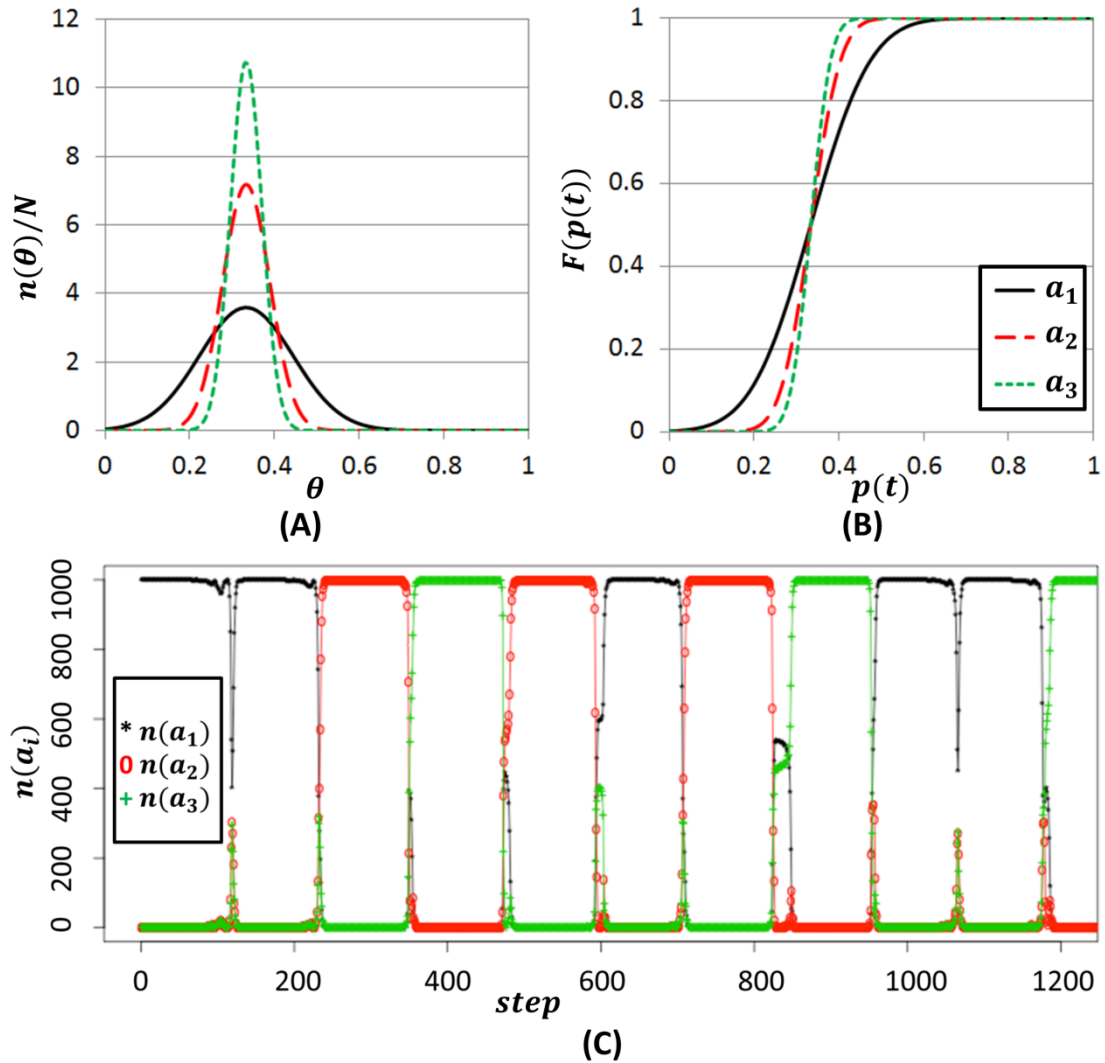 12
10
8
6
4
2
0
n(θ)/N
0 0.2 0.4 0.6 0.8 1
θ
(A)
1
0.8
0.6
0.4
0.2
0
F(p(t))
a₁
a₂
a₃
0 0.2 0.4 0.6 0.8 1
p(t)
(B)
1000
800
600
400
200
0
n(aᵢ)
* n(a₁)
0 n(a₂)
+ n(a₃)
0 200 400 600 800 1000 1200
step
(C)